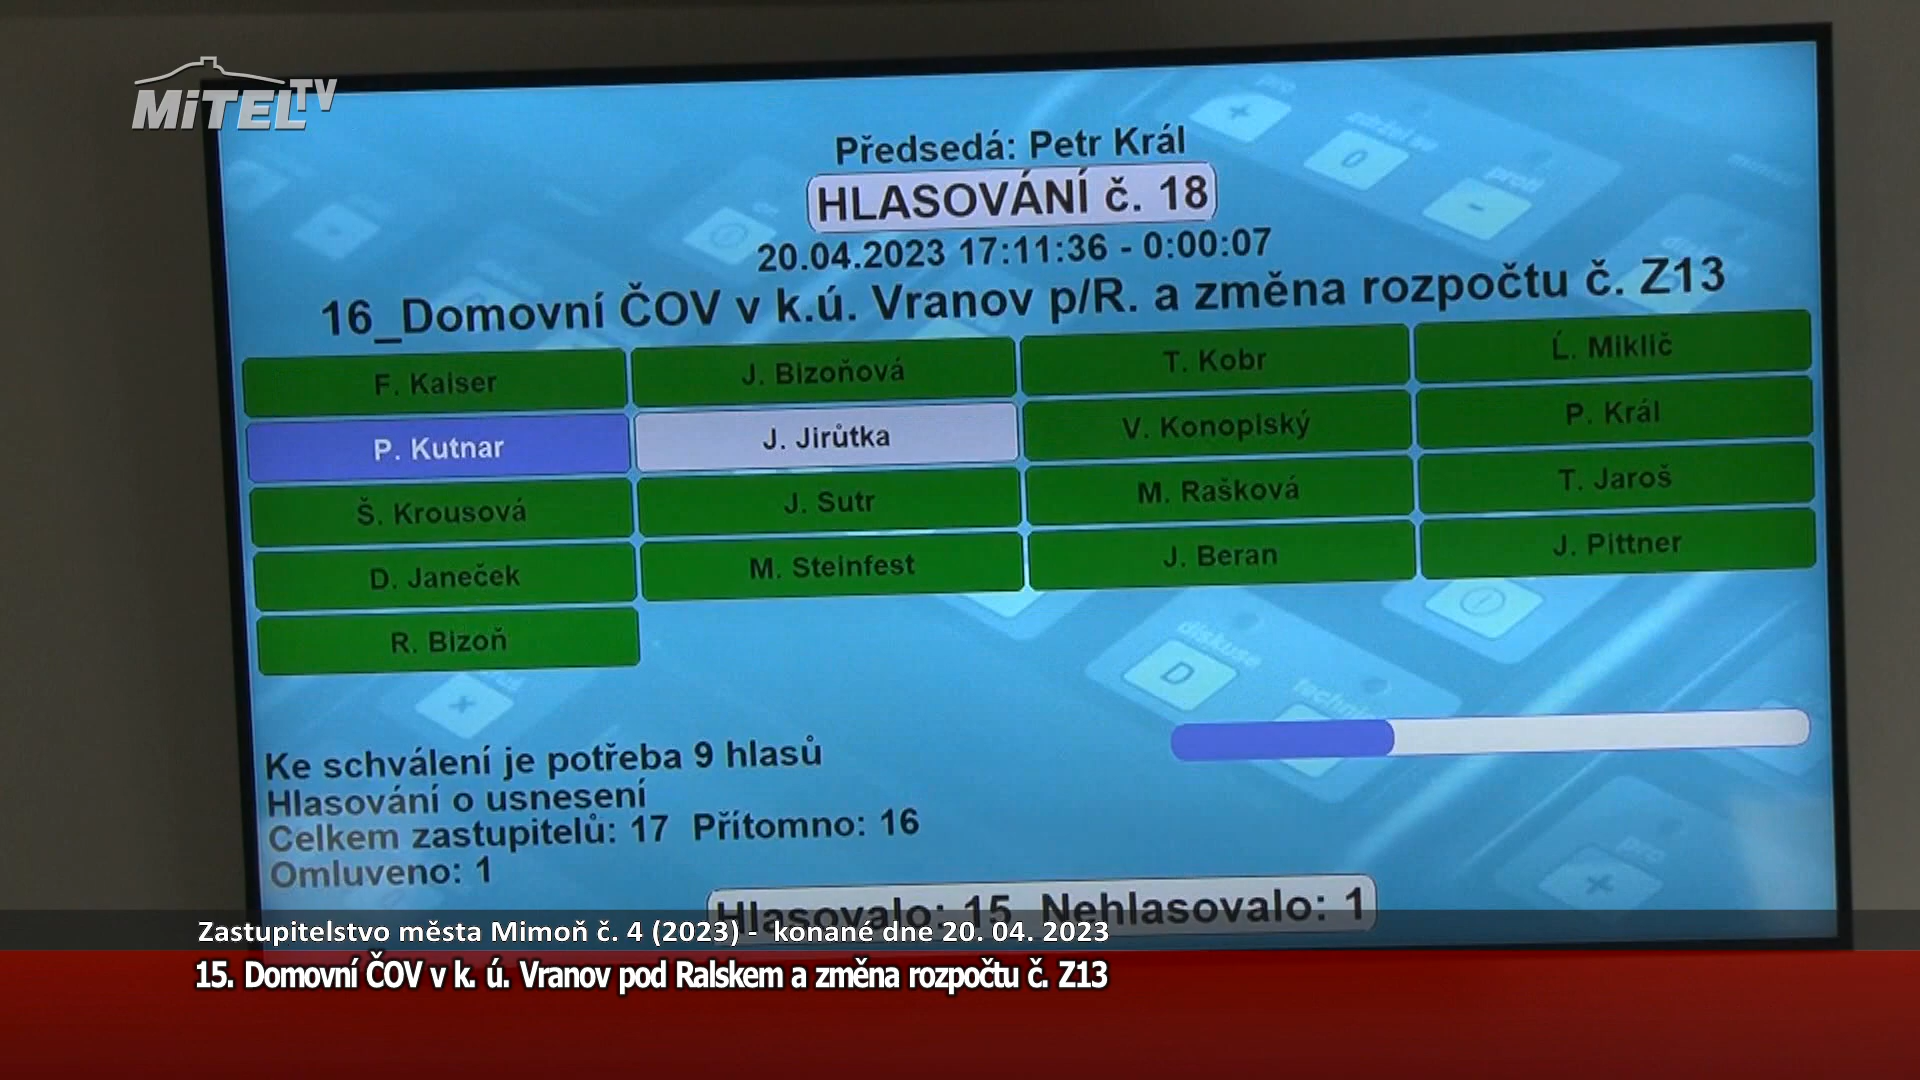 MiTEL TV
Předsedá: Petr Král
HLASOVÁNÍ č. 18
20.04.2023 17:11:36 - 0:00:07
16_Domovní ČOV v k.ú. Vranov p/R. a změna rozpočtu č. Z13
F. Kaiser J. Bizoňová T. Kobr Ĺ. Miklič
P. Kutnar J. Jirůtka V. Konopiský P. Král
Š. Krousová J. Sutr M. Rašková T. Jaroš
D. Janeček M. Steinfest J. Beran J. Pittner
R. Bizoň
diskuse
D
Ke schválení je potřeba 9 hlasů
Hlasování o usnesení
Celkem zastupitelů: 17 Přítomno: 16
Omluveno: 1
Hlasovalo: 15 Nehlasovalo: 1
Zastupitelstvo města Mimoň č. 4 (2023) - konané dne 20. 04. 2023
15. Domovní ČOV v k. ú. Vranov pod Ralskem a změna rozpočtu č. Z13